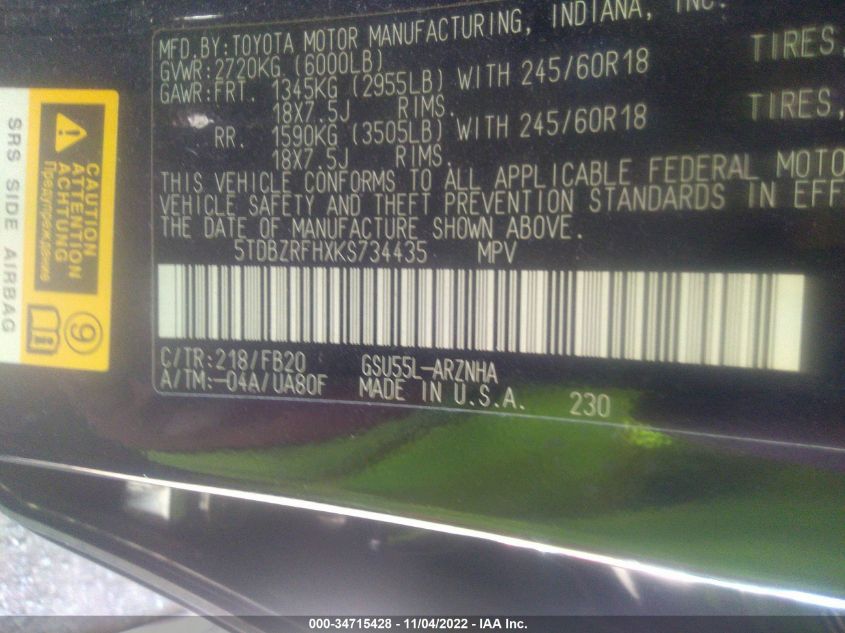 MFD. BY: TOYOTA MOTOR MANUFACTURING, INDIANA, INC.
GVWR: 2720KG (6000LB)
GAWR: FRT. 1345KG (2955LB) WITH 245/60R18 TIRES,
18X7.5J RIMS.
RR. 1590KG (3505LB) WITH 245/60R18 TIRES,
18X7.5J RIMS.
THIS VEHICLE CONFORMS TO ALL APPLICABLE FEDERAL MOTO
VEHICLE SAFETY AND THEFT PREVENTION STANDARDS IN EFF
THE DATE OF MANUFACTURE SHOWN ABOVE.
5TDBZRFHXKS734435 MPV
C/TR: 218/FB20 GSU55L-ARZNHA
A/TM: -04A/UA80F MADE IN U.S.A. 230
CAUTION
ATTENTION
ACHTUNG
Предупреждение
9
SRS SIDE AIRBAG
000-34715428 - 11/04/2022 - IAA Inc.